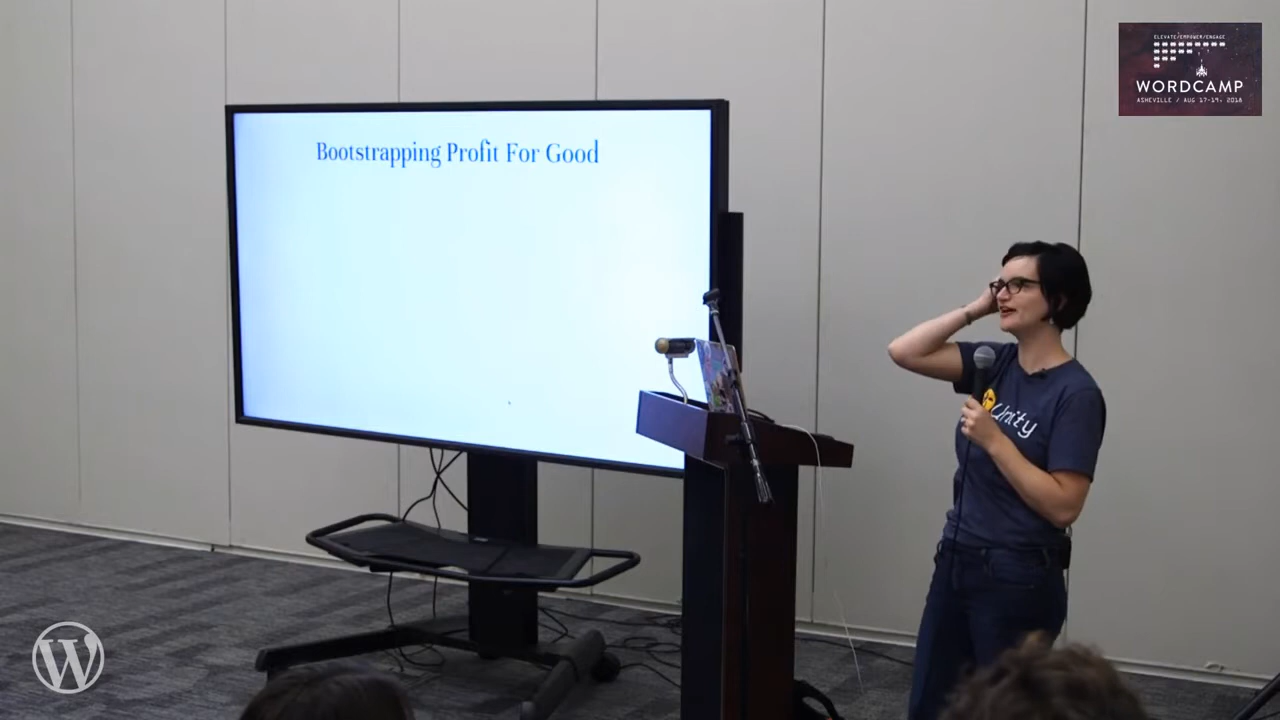 ELEVATE/EMPOWER/ENGAGE
WORDCAMP
ASHEVILLE / AUG 17-19, 2018
Bootstrapping Profit For Good
Unity